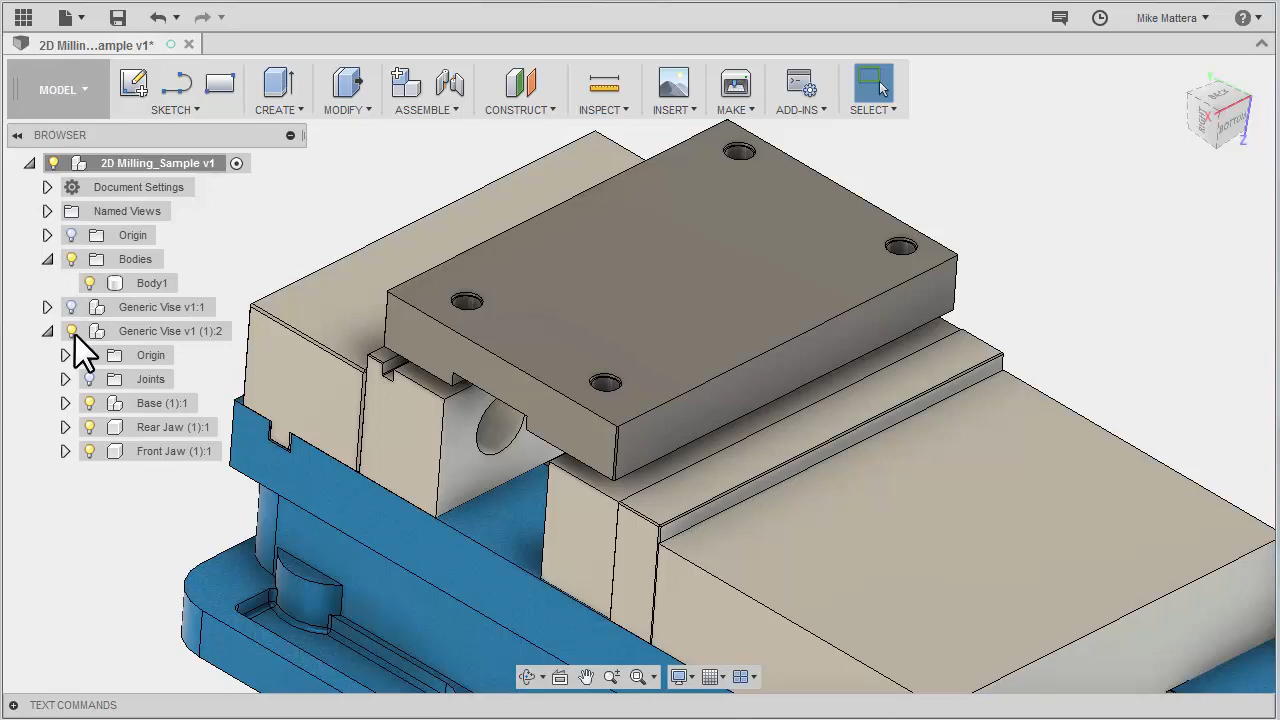 Mike Mattera
2D Millin...ample v1*
MODEL
SKETCH
CREATE
MODIFY
ASSEMBLE
CONSTRUCT
INSPECT
INSERT
MAKE
ADD-INS
SELECT
BROWSER
2D Milling_Sample v1
Document Settings
Named Views
Origin
Bodies
Body1
Generic Vise v1:1
Generic Vise v1 (1):2
Origin
Joints
Base (1):1
Rear Jaw (1):1
Front Jaw (1):1
BACK
BOTTOM
X
Y
Z
TEXT COMMANDS